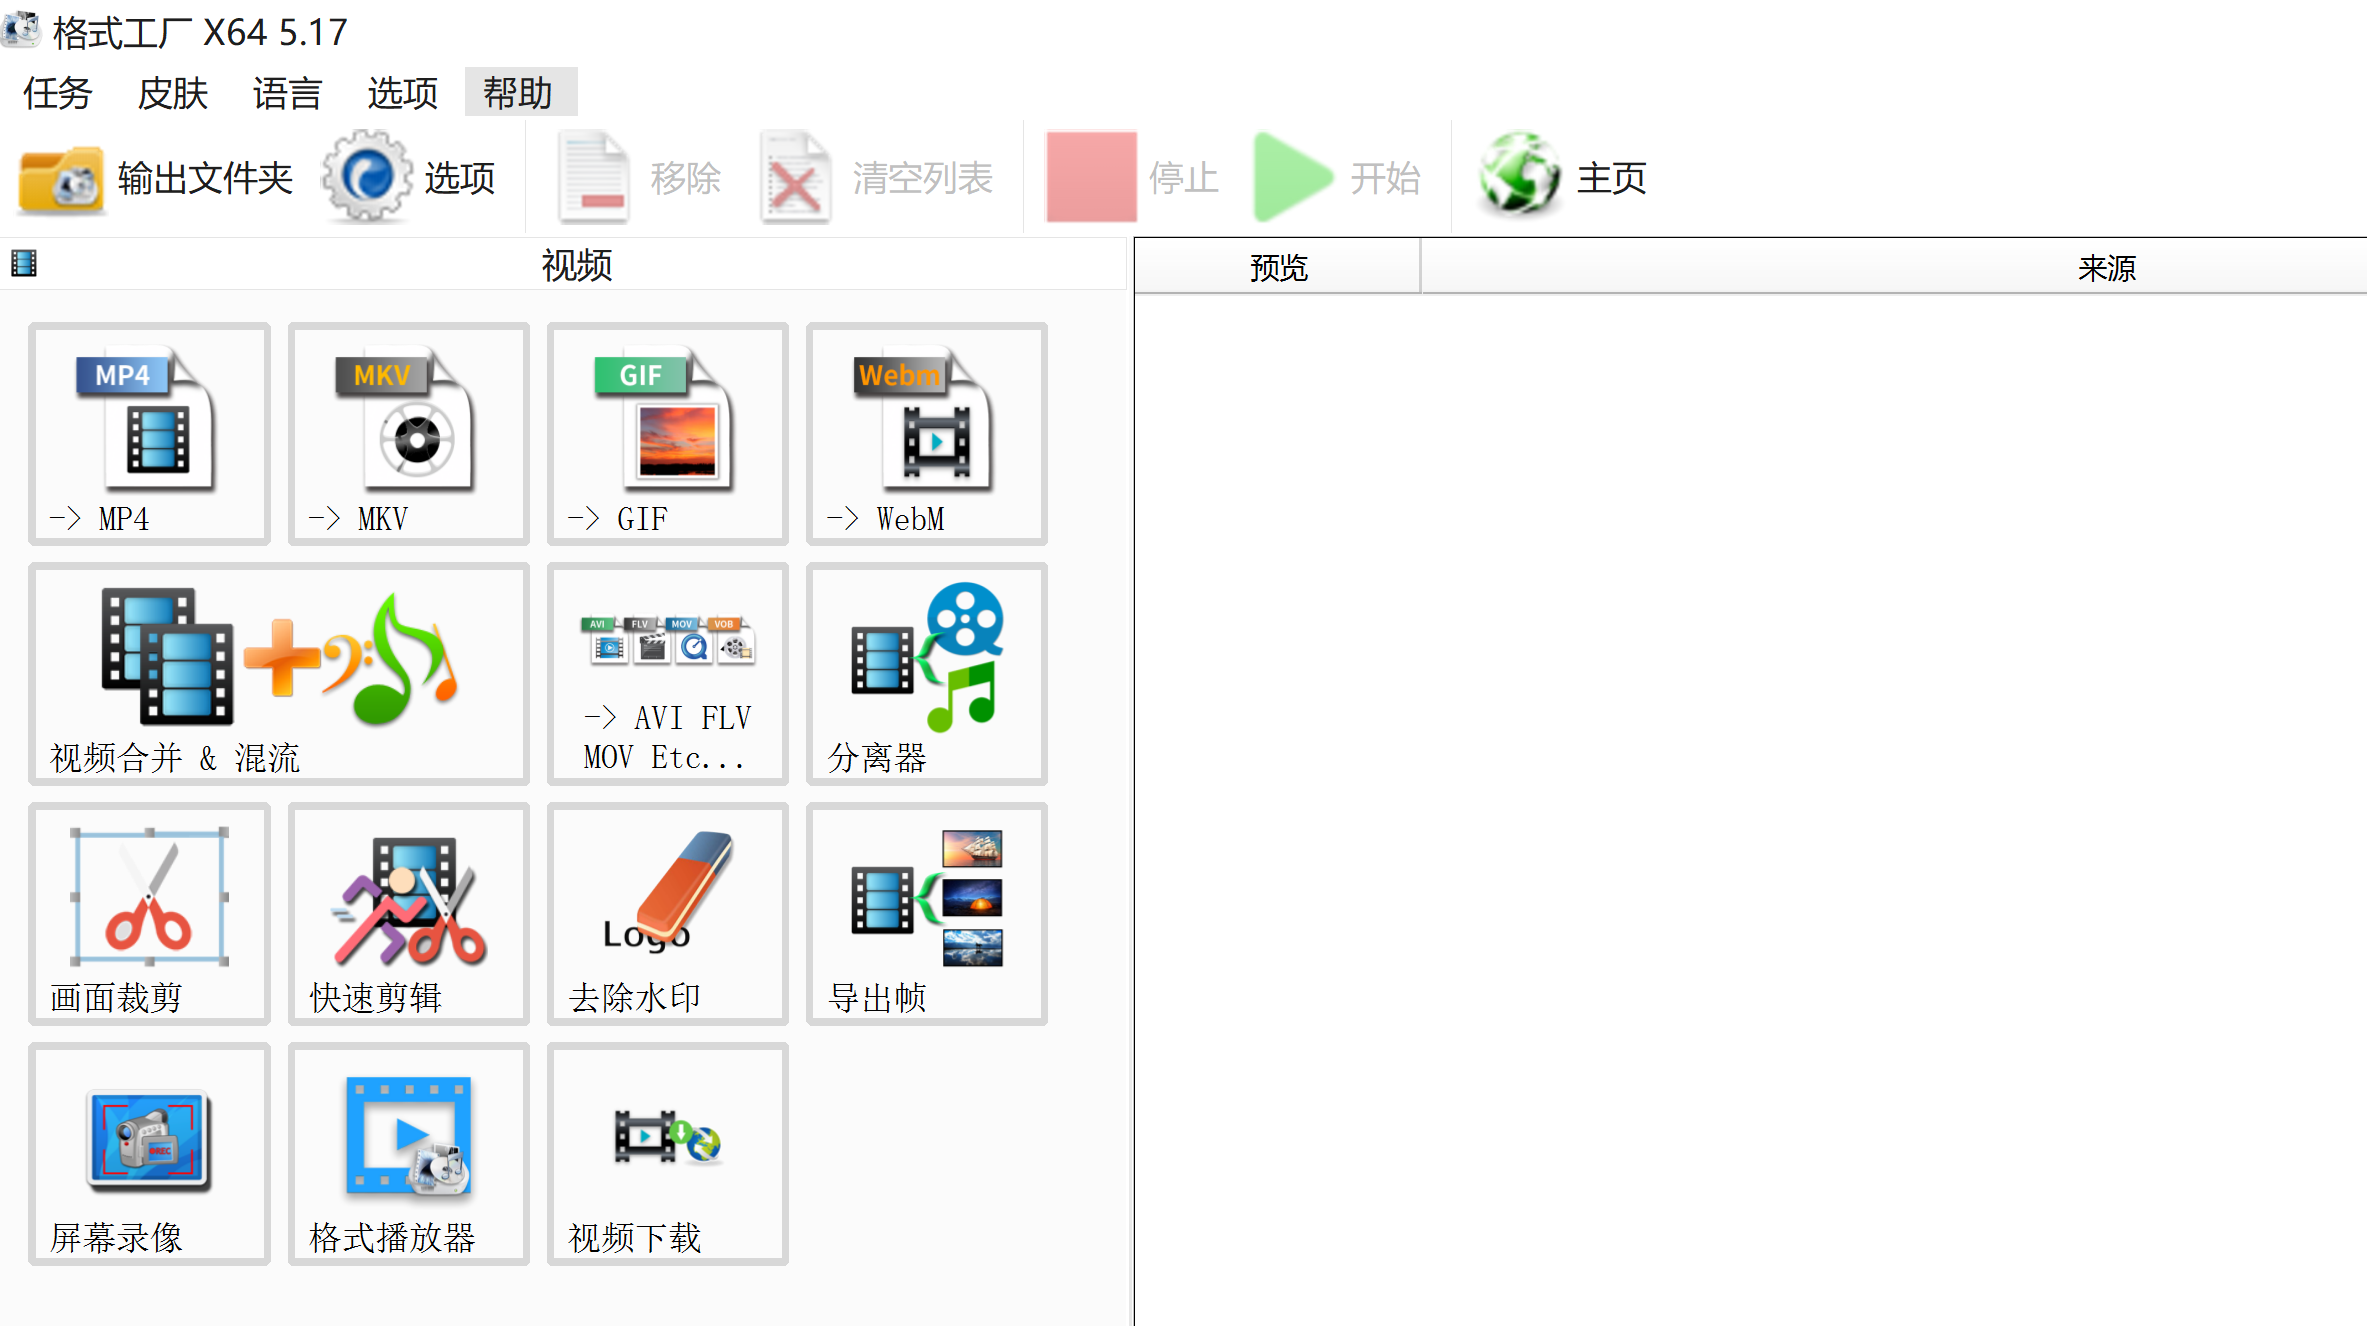 格式工厂 X64 5.17
任务 皮肤 语言 选项 帮助
输出文件夹 选项 移除 清空列表 停止 开始 主页
视频
预览 来源
MP4 MKV GIF Webm
-> MP4 -> MKV -> GIF -> WebM
AVI FLV MOV VOB
-> AVI FLV
MOV Etc...
视频合并 & 混流 分离器
Logo
画面裁剪 快速剪辑 去除水印 导出帧
REC
屏幕录像 格式播放器 视频下载